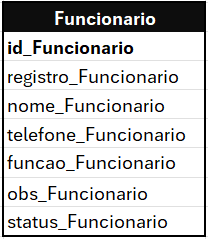 Funcionario
id_Funcionario
registro_Funcionario
nome_Funcionario
telefone_Funcionario
funcao_Funcionario
obs_Funcionario
status_Funcionario